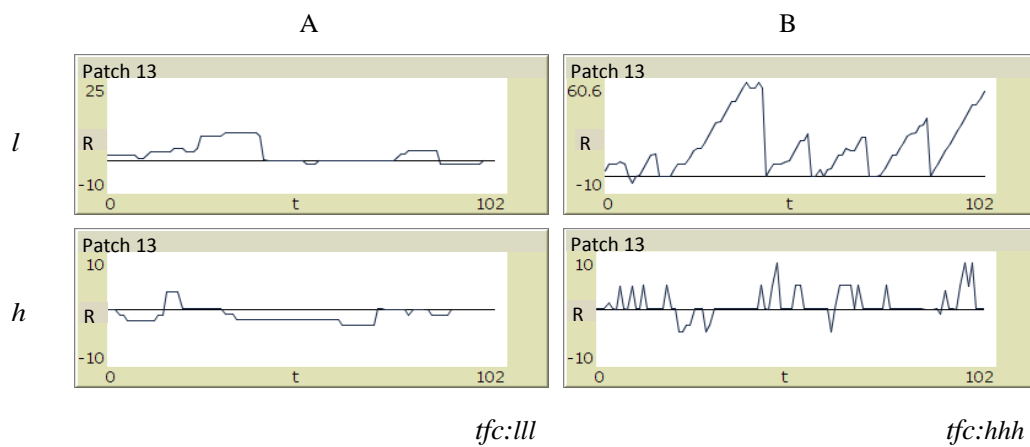 A B
Patch 13 Patch 13
25 60.6
l R R
-10 -10
0 t 102 0 t 102
Patch 13 Patch 13
10 10
h R R
-10 -10
0 t 102 0 t 102
tfc:lll tfc:hhh